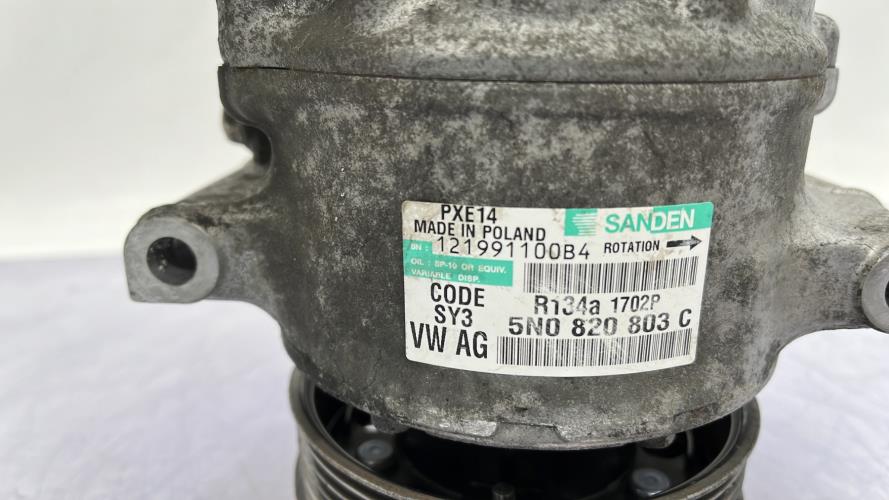 PXE14
MADE IN POLAND
SANDEN
SN : 121991100B4 ROTATION
OIL : SP-10 OR EQUIV.
VARIABLE DISP.
CODE R134a 1702P
SY3 5N0 820 803 C
VW AG